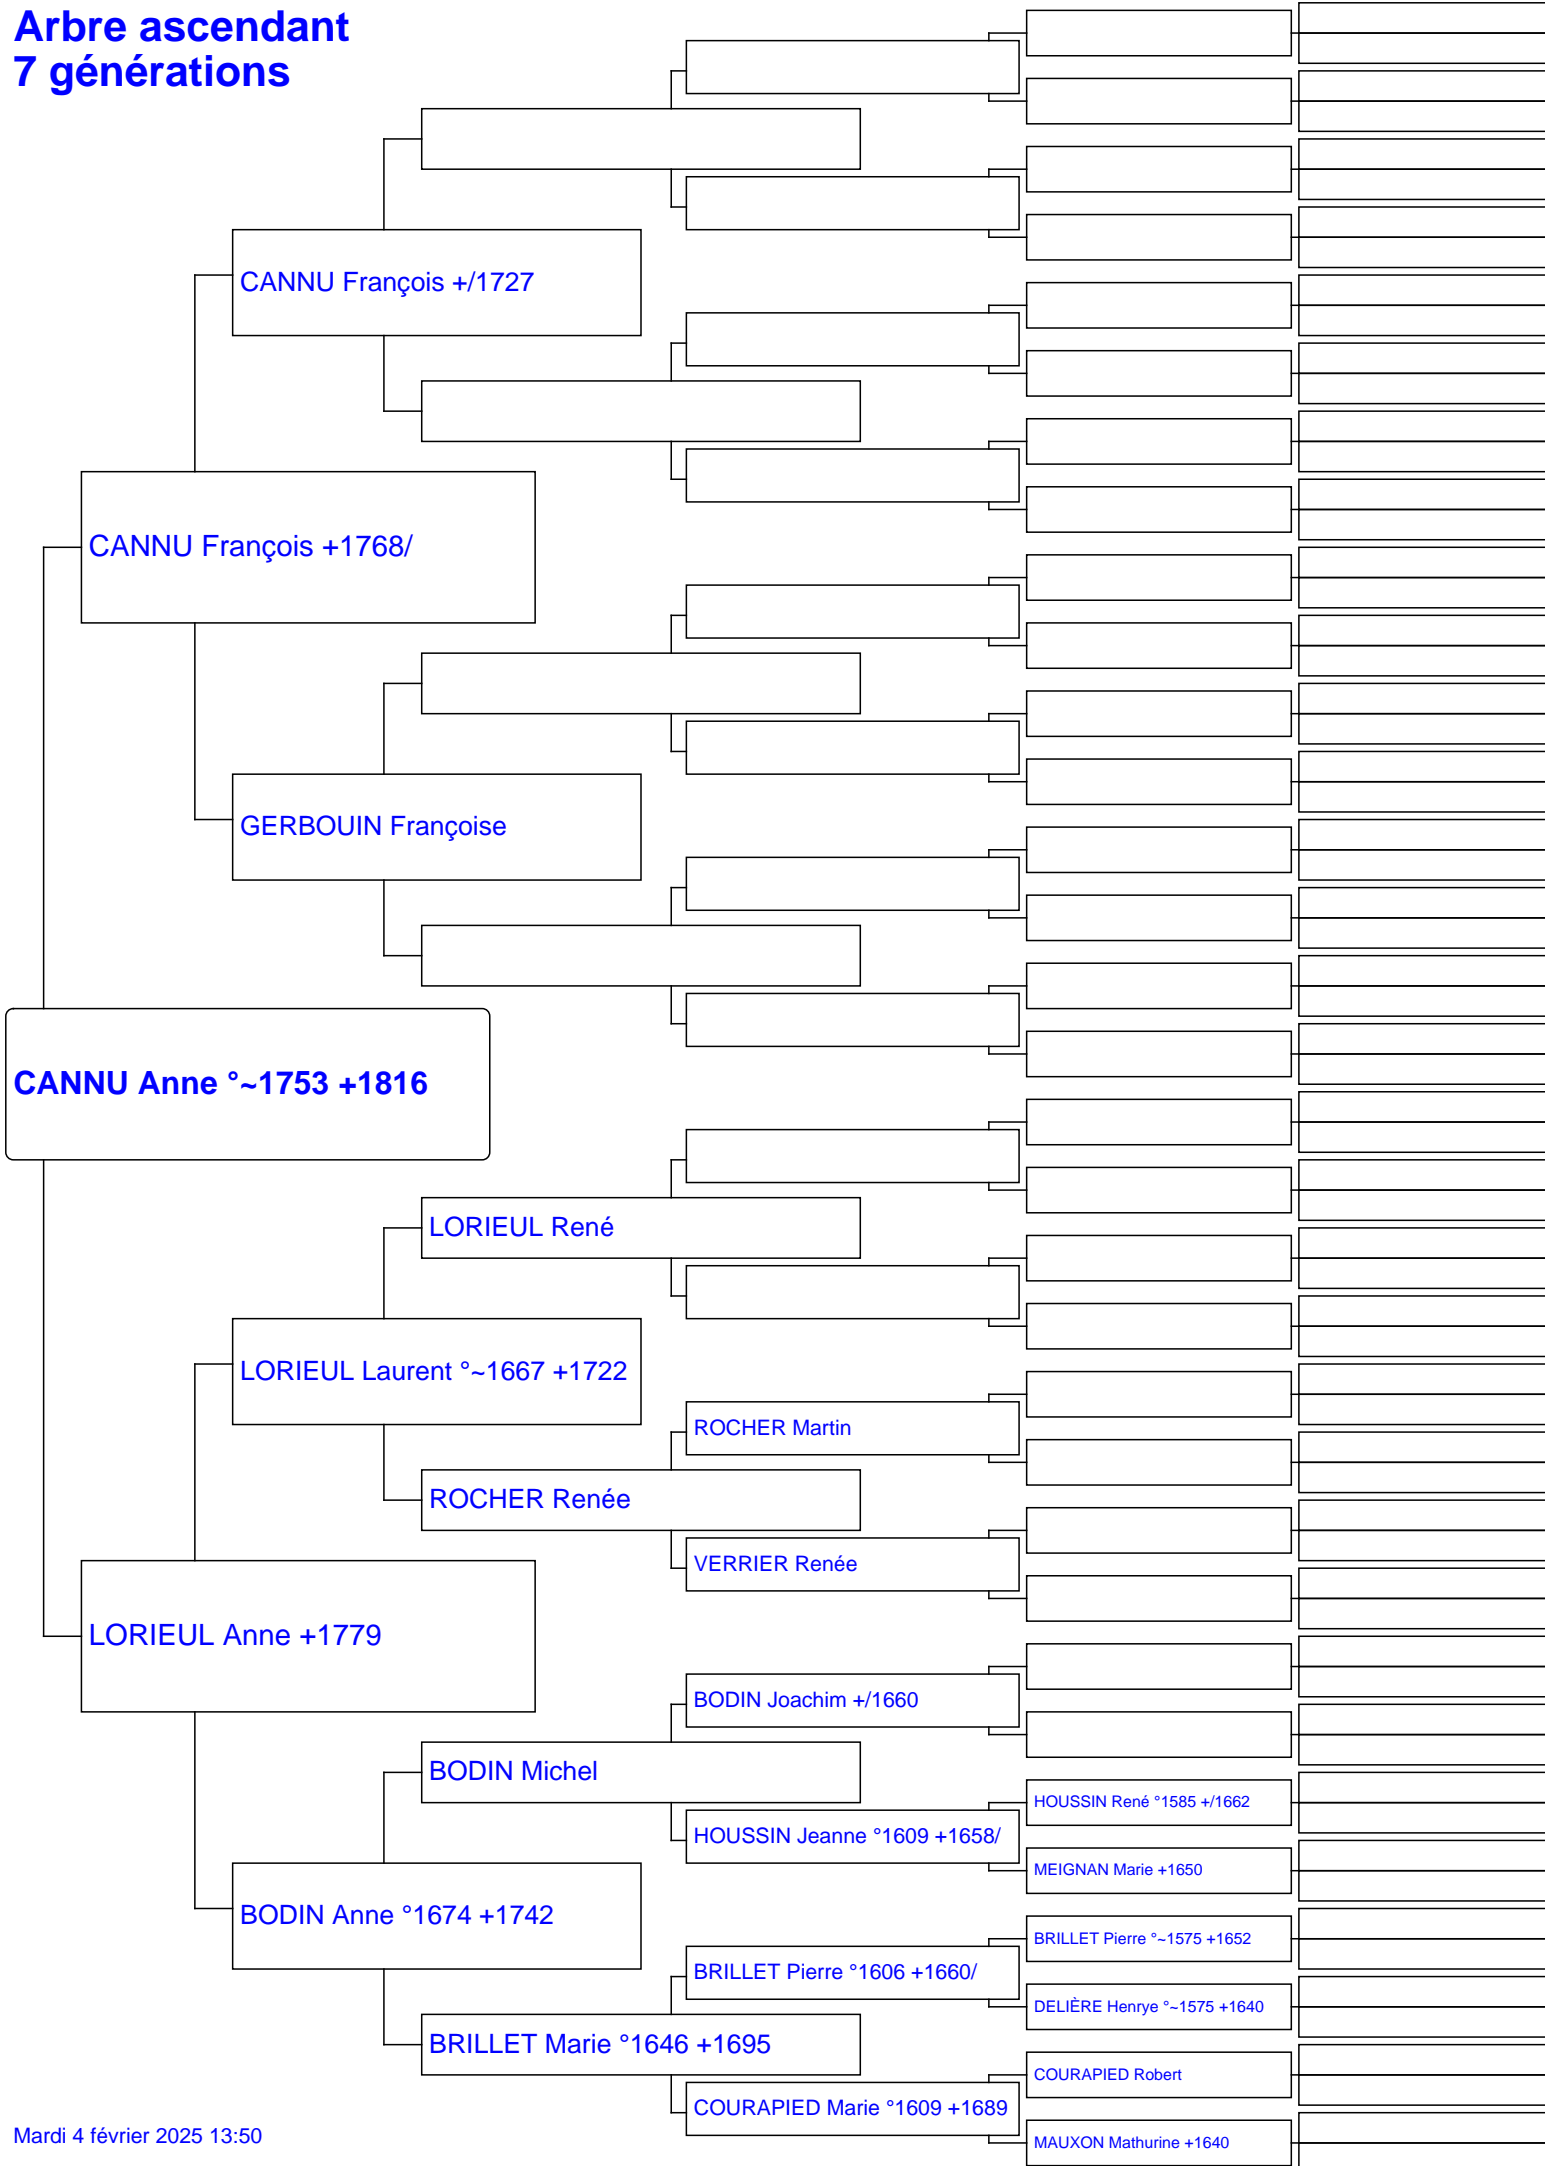 Arbre ascendant
7 générations
CANNU François +/1727
CANNU François +1768/
GERBOUIN Françoise
CANNU Anne °~1753 +1816
LORIEUL René
LORIEUL Laurent °~1667 +1722
ROCHER Martin
ROCHER Renée
VERRIER Renée
LORIEUL Anne +1779
BODIN Joachim +/1660
BODIN Michel
HOUSSIN René °1585 +/1662
HOUSSIN Jeanne °1609 +1658/
MEIGNAN Marie +1650
BODIN Anne °1674 +1742
BRILLET Pierre °~1575 +1652
BRILLET Pierre °1606 +1660/
DELIÈRE Henrye °~1575 +1640
BRILLET Marie °1646 +1695
COURAPIED Robert
COURAPIED Marie °1609 +1689
MAUXON Mathurine +1640
Mardi 4 février 2025 13:50